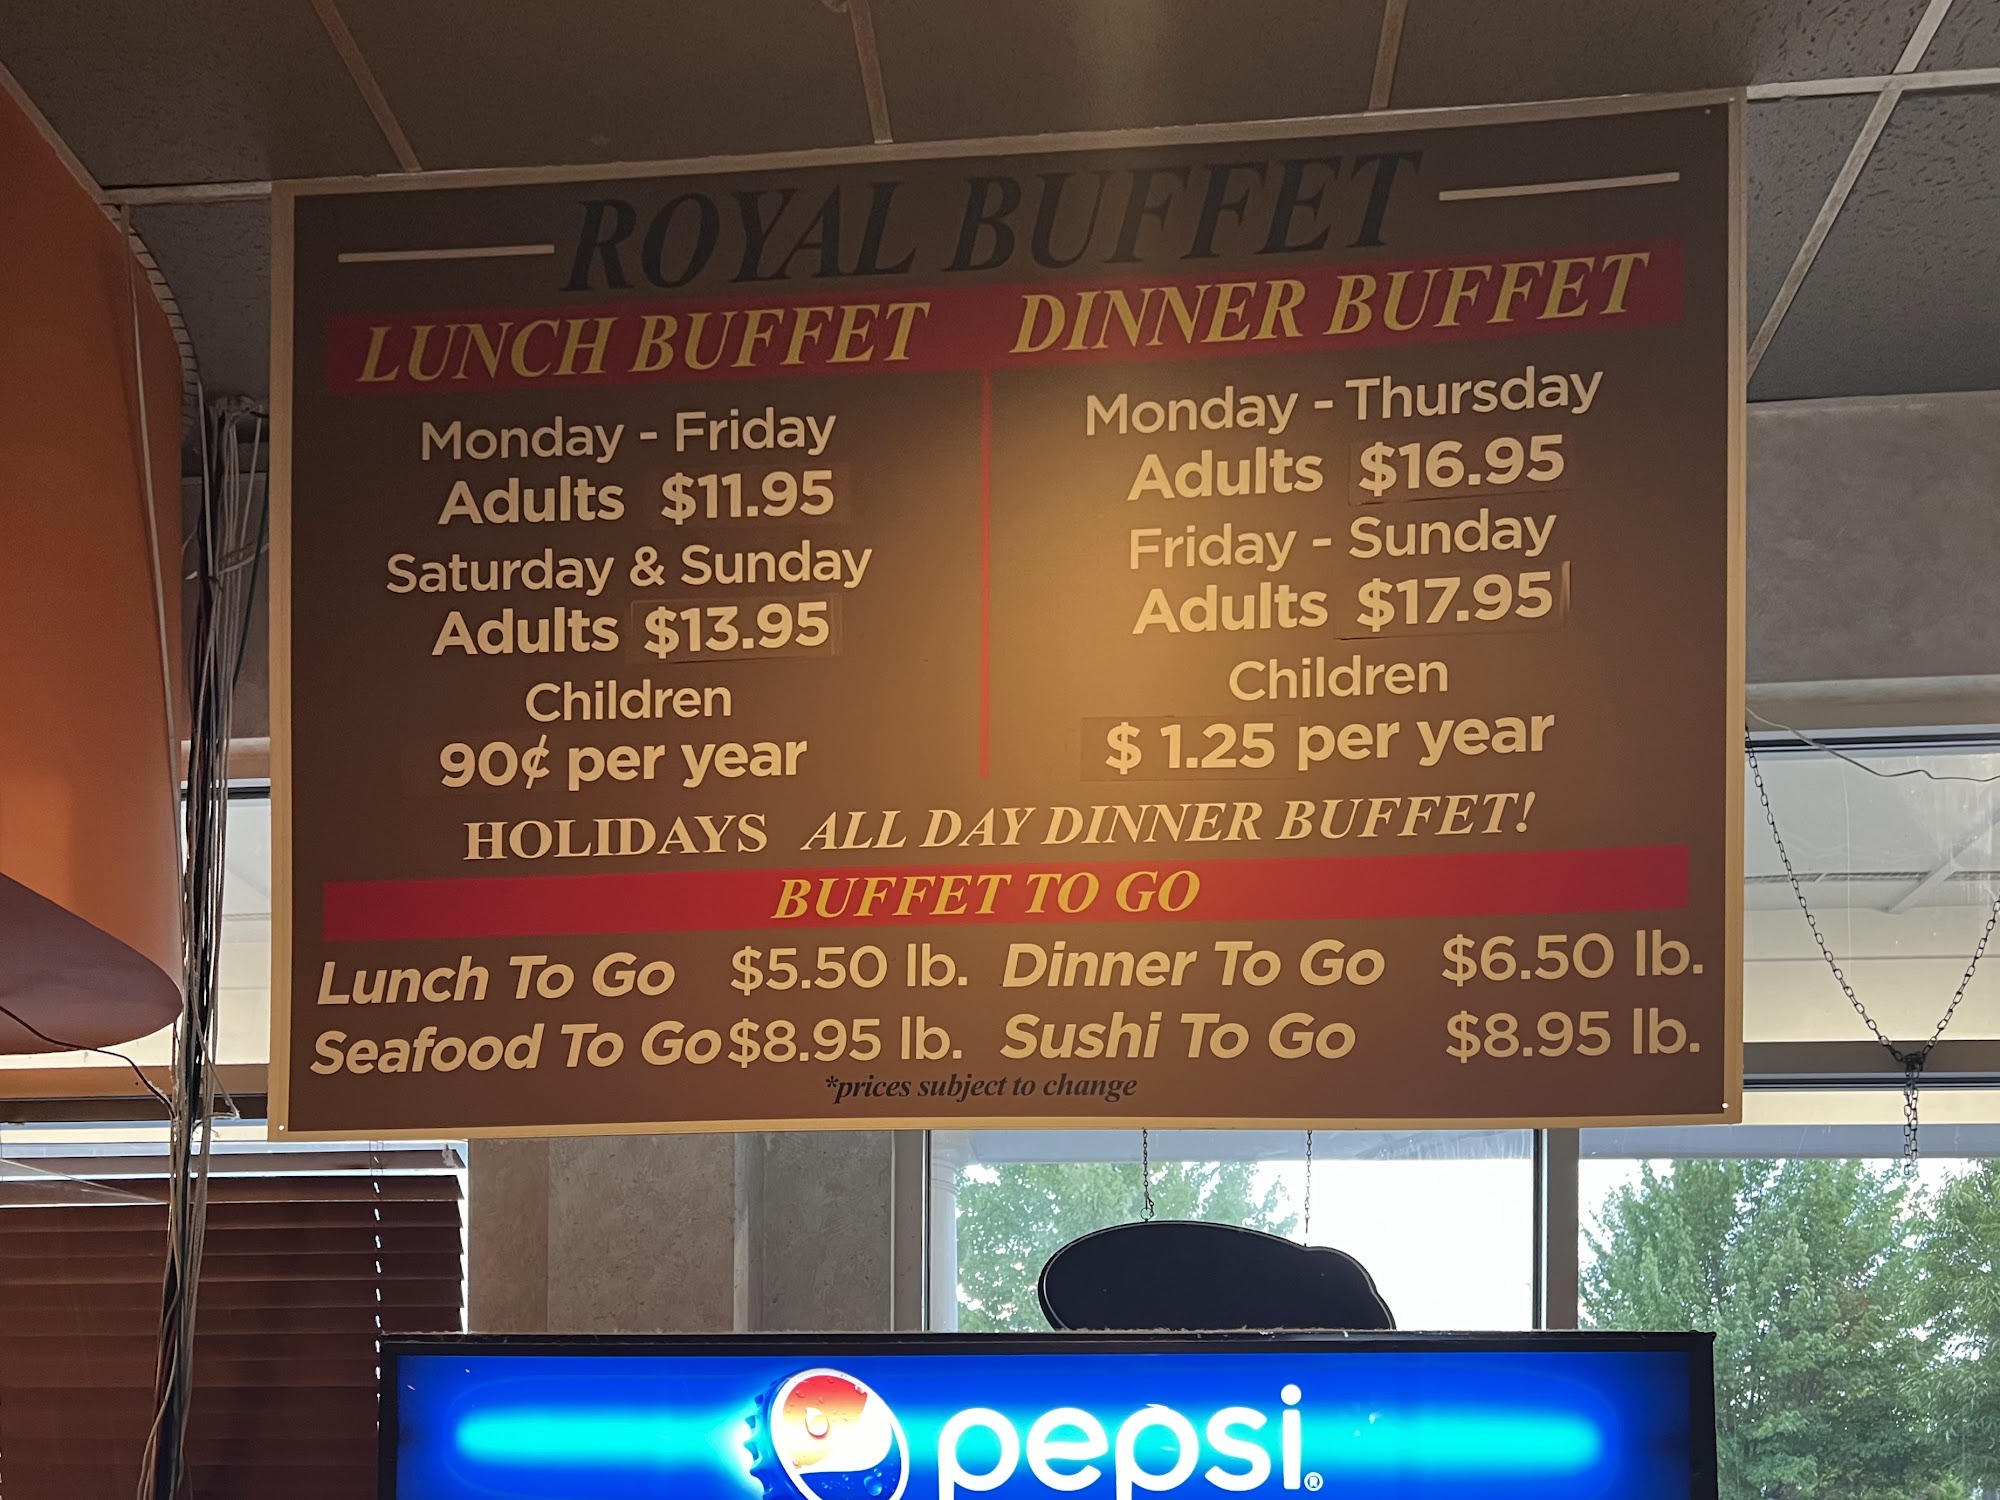 ROYAL BUFFET
LUNCH BUFFET
Monday - Friday
Adults $11.95
Saturday & Sunday
Adults $13.95
Children
90¢ per year
DINNER BUFFET
Monday - Thursday
Adults $16.95
Friday - Sunday
Adults $17.95
Children
$ 1.25 per year
HOLIDAYS ALL DAY DINNER BUFFET!
BUFFET TO GO
Lunch To Go $5.50 lb. Dinner To Go $6.50 lb.
Seafood To Go $8.95 lb. Sushi To Go $8.95 lb.
*prices subject to change
pepsi®